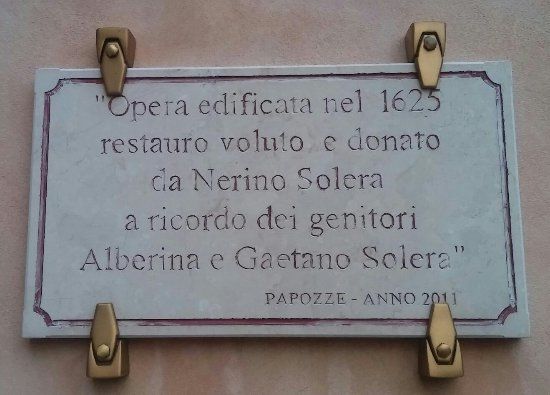 "Opera edificata nel 1625
restauro voluto e donato
da Nerino Solera
a ricordo dei genitori
Alberina e Gaetano Solera"
PAPOZZE - ANNO 2011